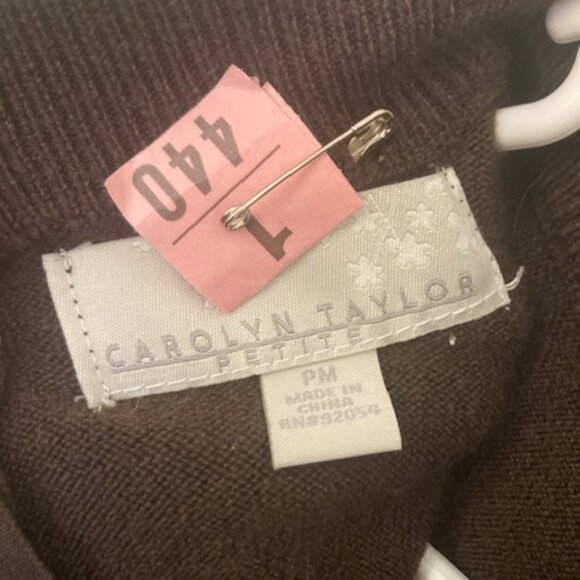 440
1
CAROLYN TAYLOR
PETITE
PM
MADE IN
CHINA
RN#92054